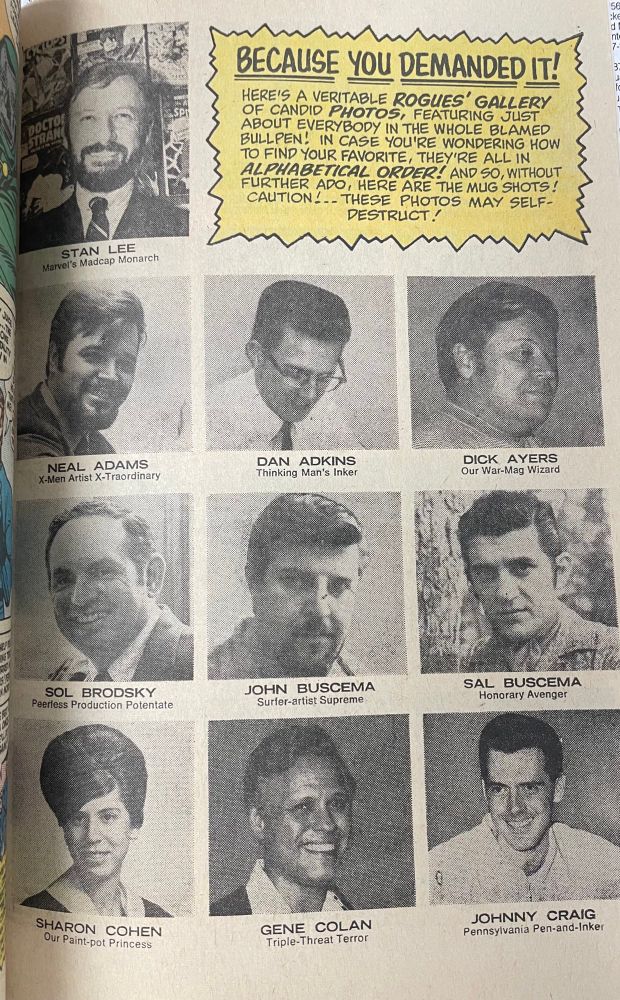 DOCTOR
STRANGE
STAN LEE
Marvel's Madcap Monarch
BECAUSE YOU DEMANDED IT!
HERE'S A VERITABLE ROGUES' GALLERY
OF CANDID PHOTOS, FEATURING JUST
ABOUT EVERYBODY IN THE WHOLE BLAMED
BULLPEN! IN CASE YOU'RE WONDERING HOW
TO FIND YOUR FAVORITE, THEY'RE ALL IN
ALPHABETICAL ORDER! AND SO, WITHOUT
FURTHER ADO, HERE ARE THE MUG SHOTS!
CAUTION!-- THESE PHOTOS MAY SELF-
DESTRUCT!
NEAL ADAMS
X-Men Artist X-Traordinary
DAN ADKINS
Thinking Man's Inker
DICK AYERS
Our War-Mag Wizard
SOL BRODSKY
Peerless Production Potentate
JOHN BUSCEMA
Surfer-artist Supreme
SAL BUSCEMA
Honorary Avenger
SHARON COHEN
Our Paint-pot Princess
GENE COLAN
Triple-Threat Terror
JOHNNY CRAIG
Pennsylvania Pen-and-Inker